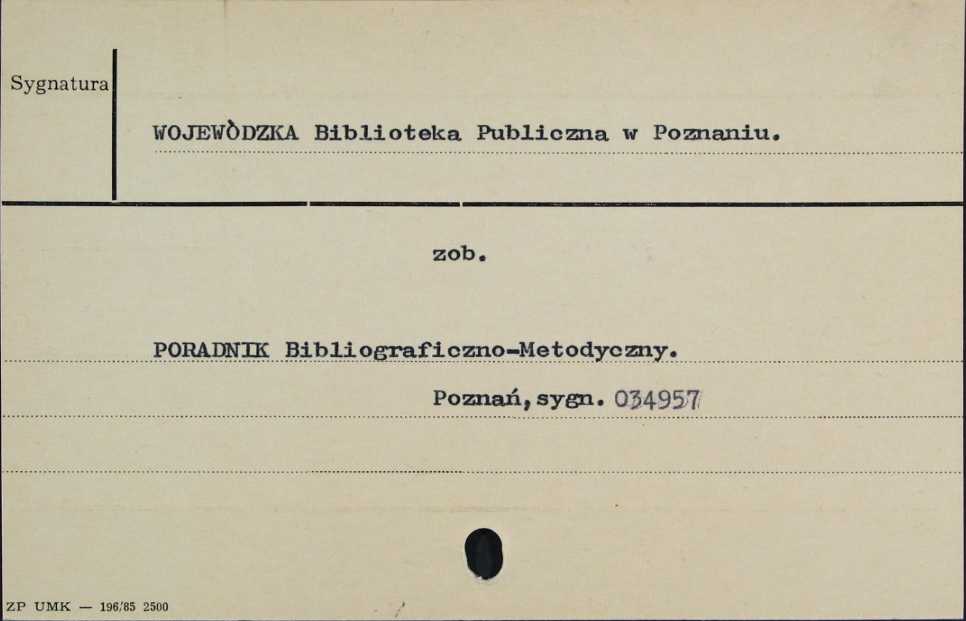 Sygnatura
WOJEWÒDZKA Biblioteka Publiczna w Poznaniu.
zob.
PORADNIK Bibliograficzno-Metodyczny.
Poznań, sygn. 034957
ZP UMK — 196/85 2500